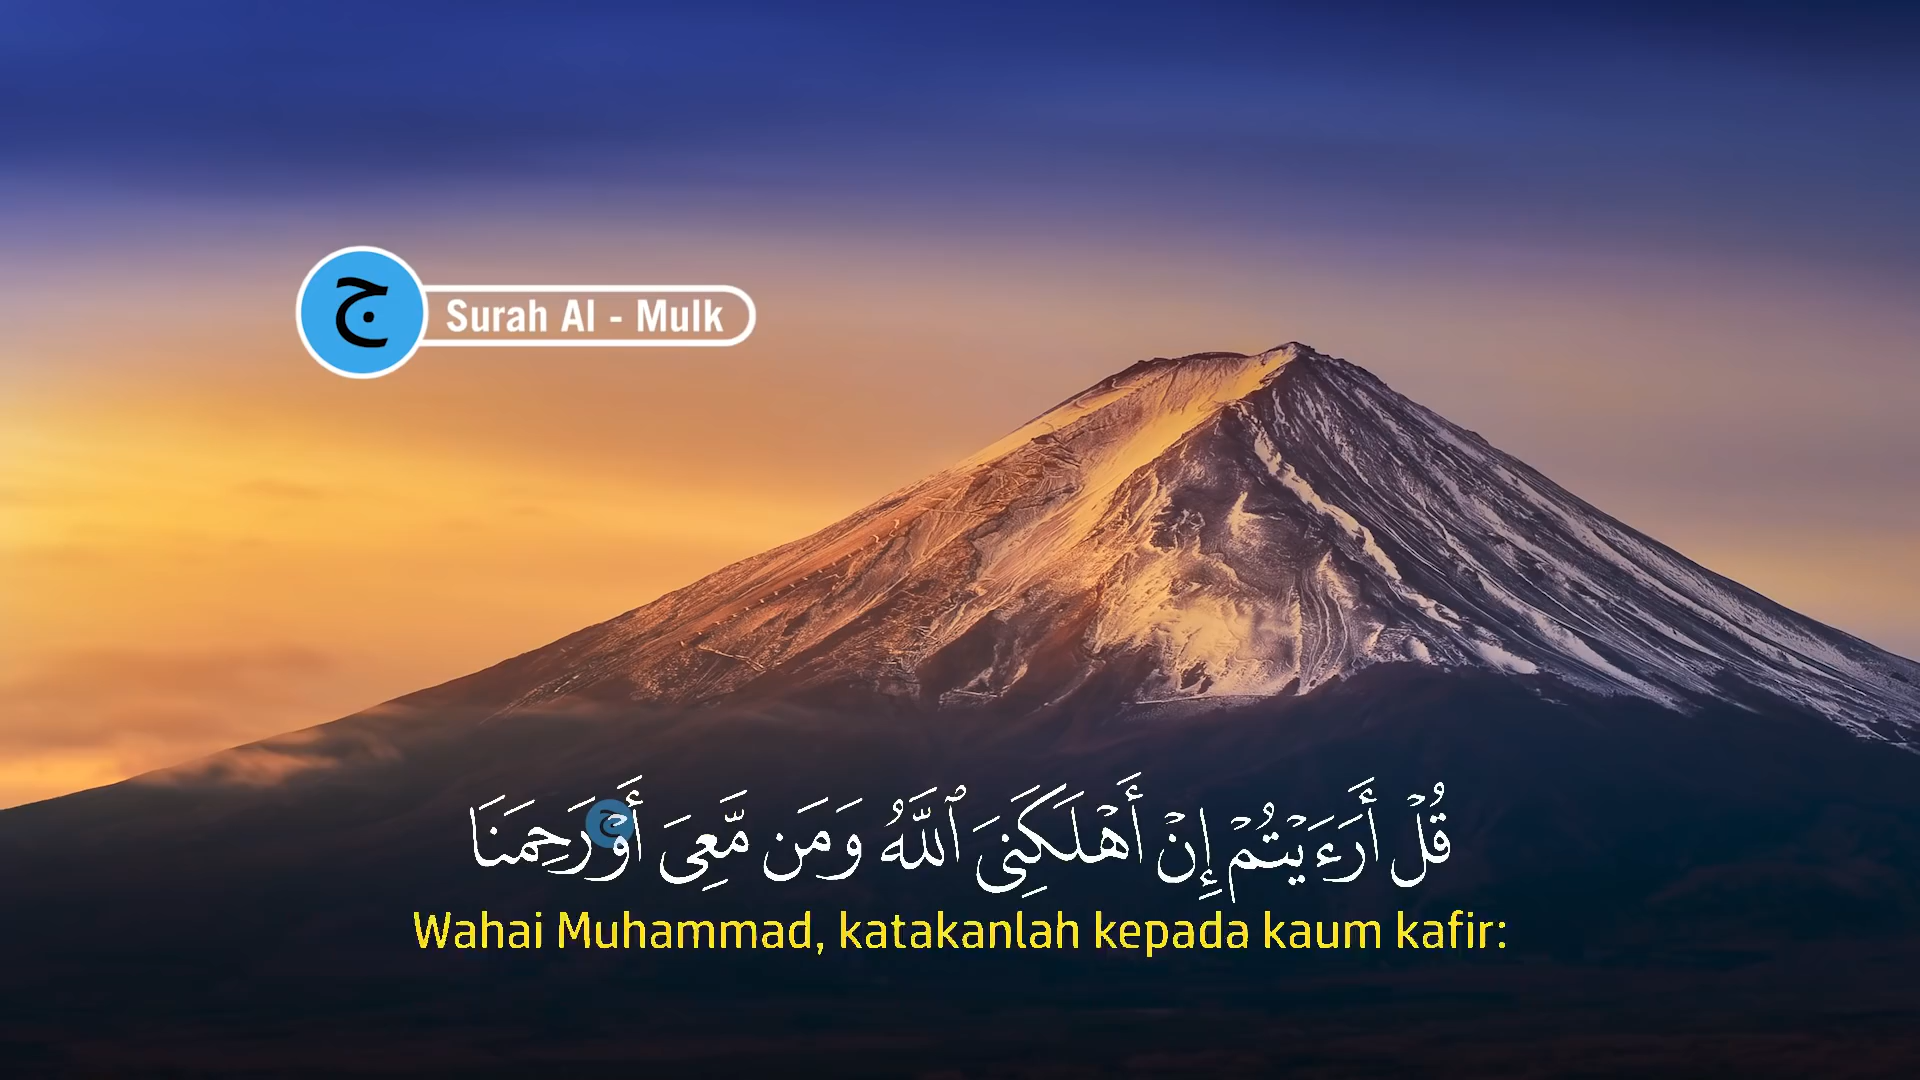 ج
Surah Al - Mulk
قُلْ أَرَءَيْتُمْ إِنْ أَهْلَكَنِىَ ٱللَّهُ وَمَن مَّعِىَ أَوْ رَحِمَنَا
ج
Wahai Muhammad, katakanlah kepada kaum kafir: